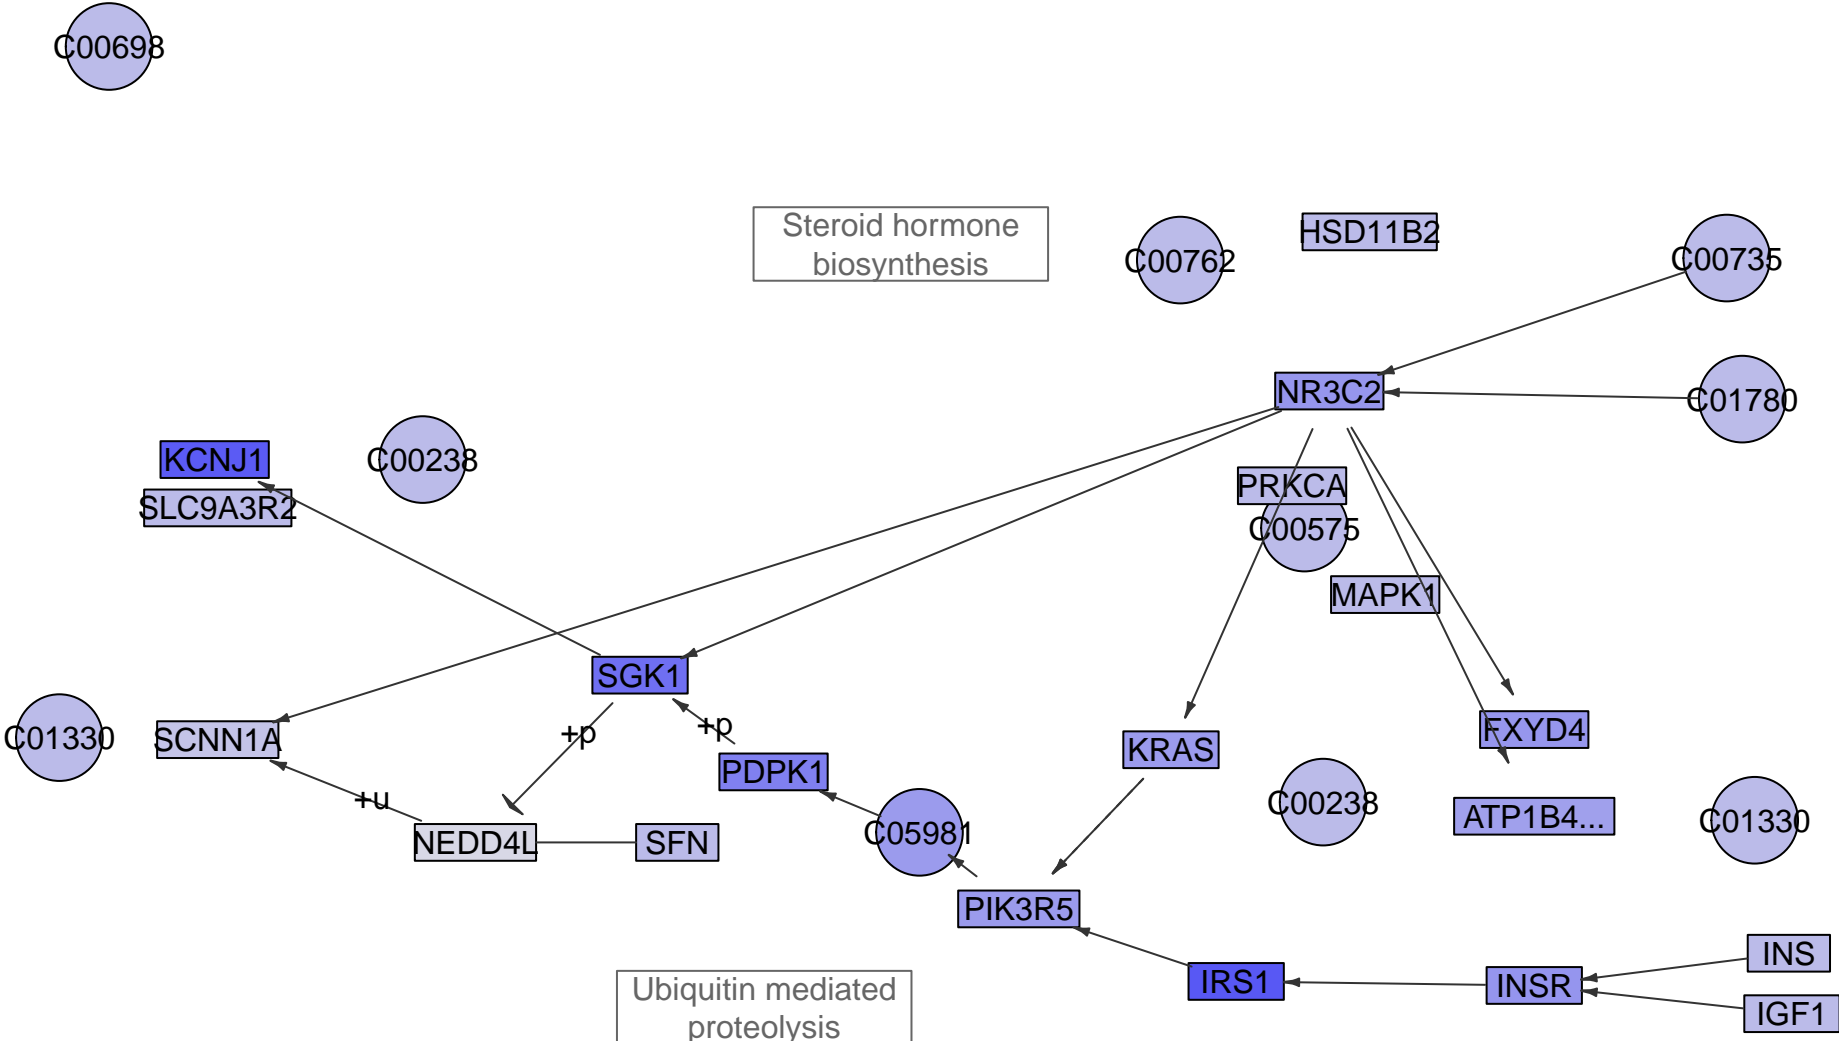 C00698
Steroid hormone
biosynthesis
C00762
HSD11B2
C00735
NR3C2
C01780
KCNJ1
C00238
SLC9A3R2
PRKCA
C00575
MAPK1
SGK1
C01330
SCNN1A
+p
+p
PDPK1
KRAS
FXYD4
+u
NEDD4L
SFN
C05981
C00238
ATP1B4...
C01330
PIK3R5
Ubiquitin mediated
proteolysis
IRS1
INSR
INS
IGF1